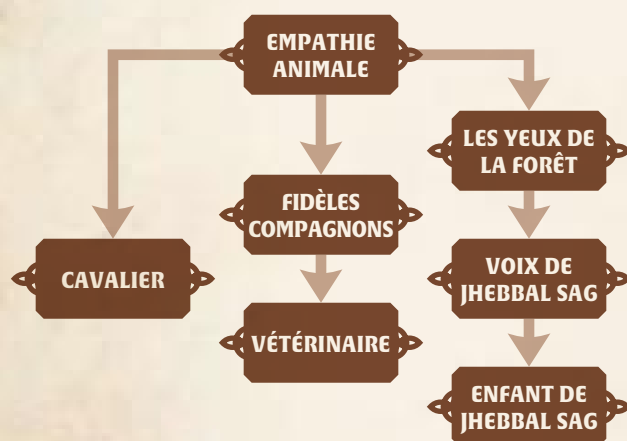 EMPATHIE
ANIMALE
LES YEUX DE
LA FORÊT
FIDÈLES
COMPAGNONS
CAVALIER
VOIX DE
JHEBBAL SAG
VÉTÉRINAIRE
ENFANT DE
JHEBBAL SAG